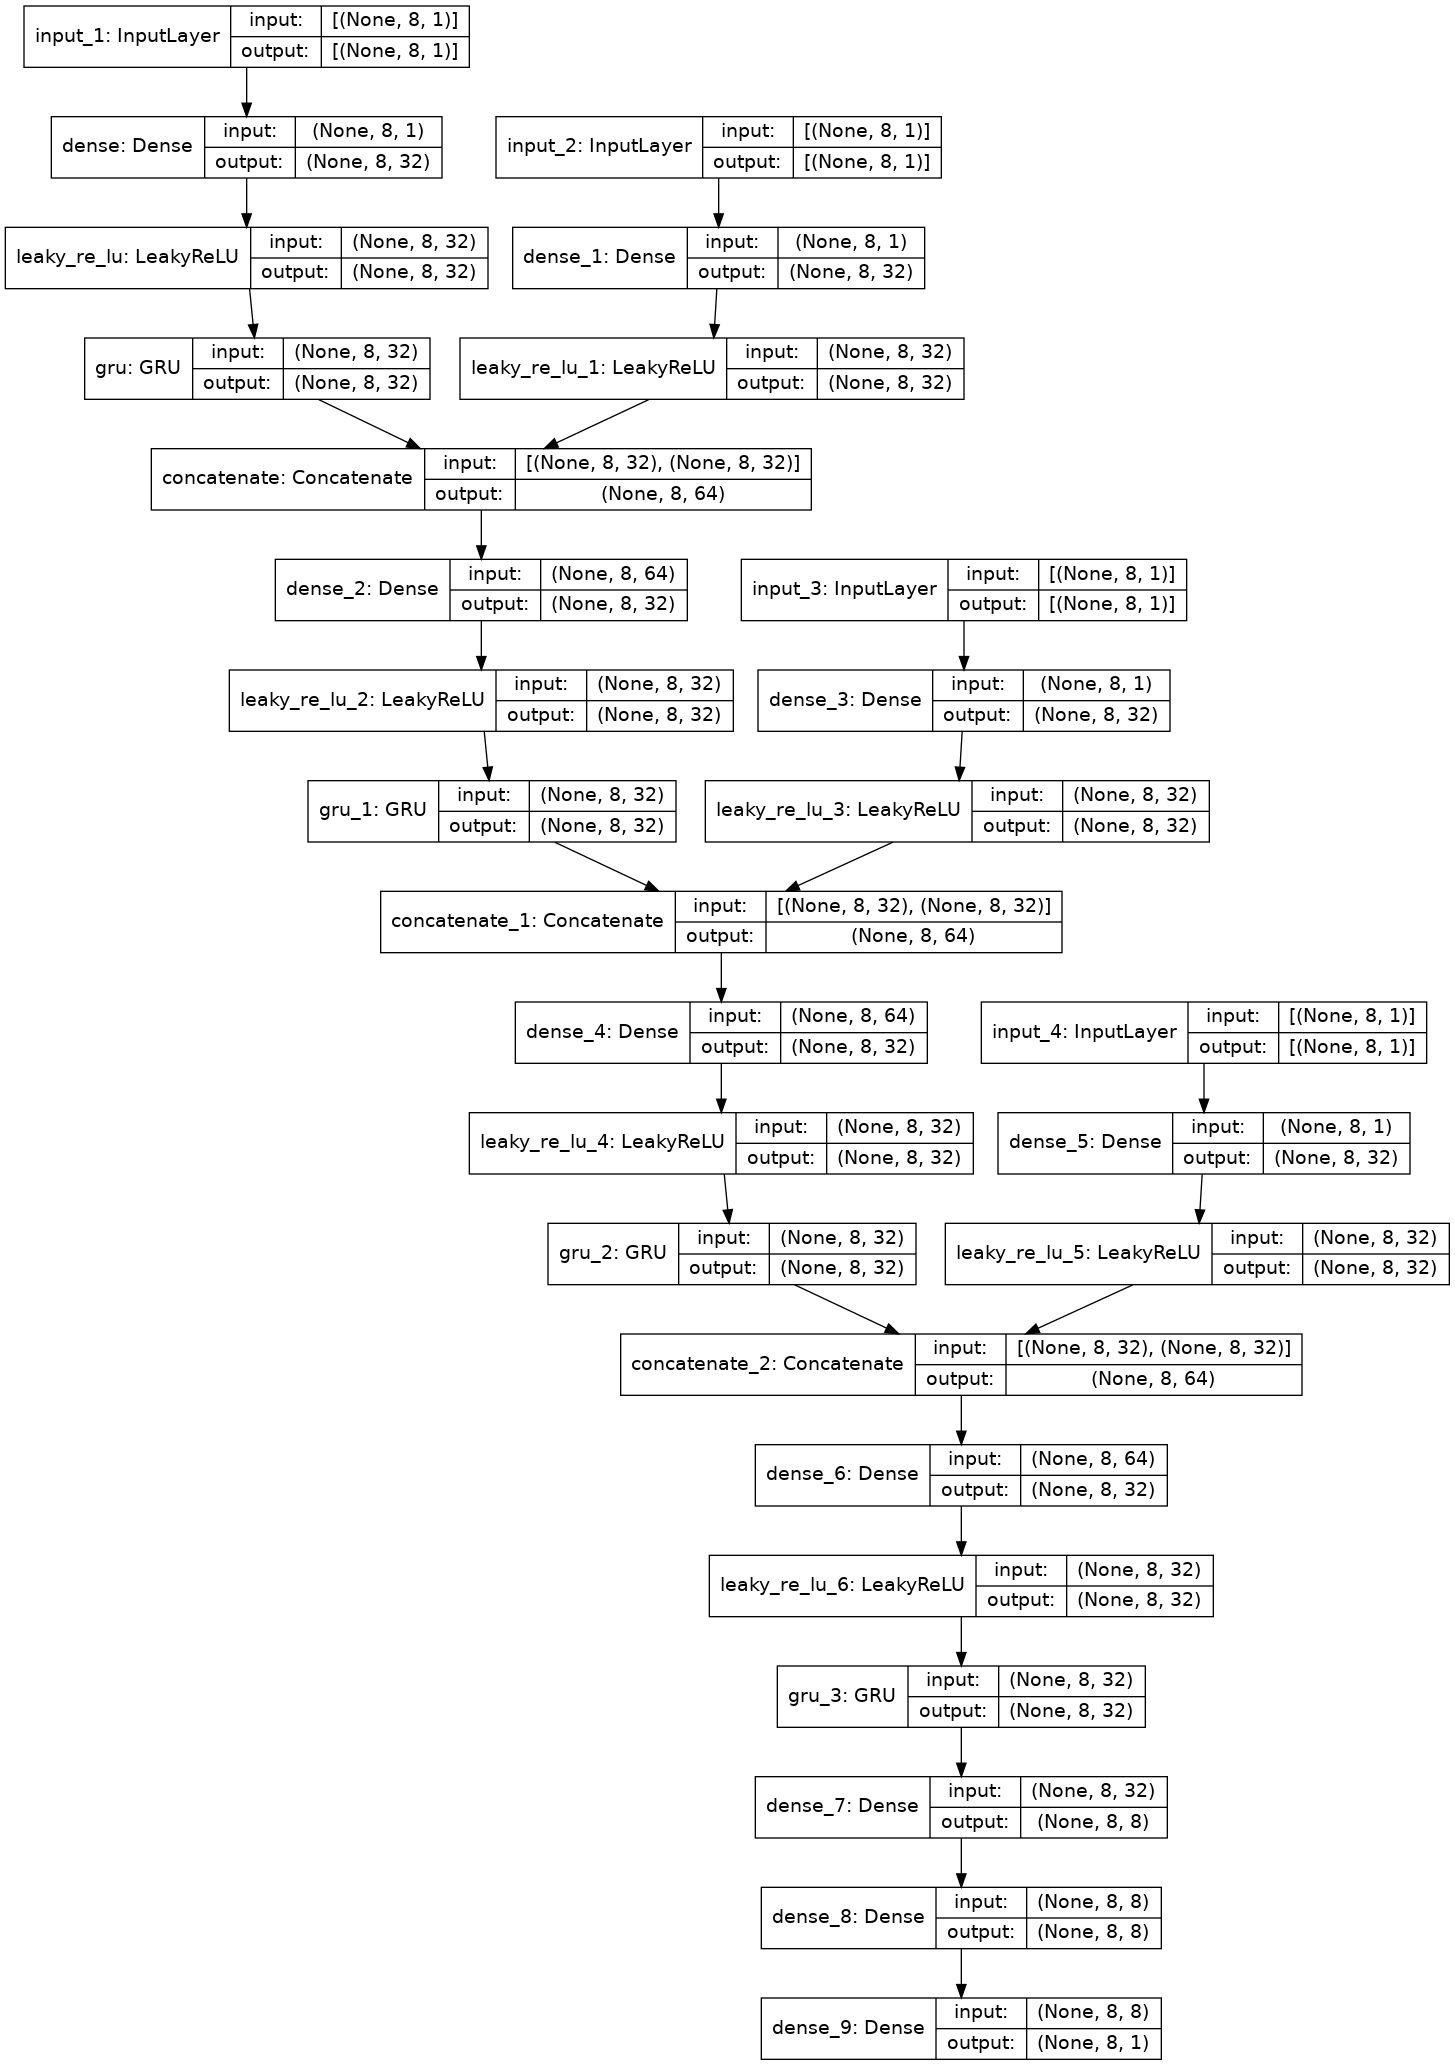 input_1: InputLayer
input: [(None, 8, 1)]
output: [(None, 8, 1)]
dense: Dense
input: (None, 8, 1)
output: (None, 8, 32)
input_2: InputLayer
input: [(None, 8, 1)]
output: [(None, 8, 1)]
leaky_re_lu: LeakyReLU
input: (None, 8, 32)
output: (None, 8, 32)
dense_1: Dense
input: (None, 8, 1)
output: (None, 8, 32)
gru: GRU
input: (None, 8, 32)
output: (None, 8, 32)
leaky_re_lu_1: LeakyReLU
input: (None, 8, 32)
output: (None, 8, 32)
concatenate: Concatenate
input: [(None, 8, 32), (None, 8, 32)]
output: (None, 8, 64)
dense_2: Dense
input: (None, 8, 64)
output: (None, 8, 32)
input_3: InputLayer
input: [(None, 8, 1)]
output: [(None, 8, 1)]
leaky_re_lu_2: LeakyReLU
input: (None, 8, 32)
output: (None, 8, 32)
dense_3: Dense
input: (None, 8, 1)
output: (None, 8, 32)
gru_1: GRU
input: (None, 8, 32)
output: (None, 8, 32)
leaky_re_lu_3: LeakyReLU
input: (None, 8, 32)
output: (None, 8, 32)
concatenate_1: Concatenate
input: [(None, 8, 32), (None, 8, 32)]
output: (None, 8, 64)
dense_4: Dense
input: (None, 8, 64)
output: (None, 8, 32)
input_4: InputLayer
input: [(None, 8, 1)]
output: [(None, 8, 1)]
leaky_re_lu_4: LeakyReLU
input: (None, 8, 32)
output: (None, 8, 32)
dense_5: Dense
input: (None, 8, 1)
output: (None, 8, 32)
gru_2: GRU
input: (None, 8, 32)
output: (None, 8, 32)
leaky_re_lu_5: LeakyReLU
input: (None, 8, 32)
output: (None, 8, 32)
concatenate_2: Concatenate
input: [(None, 8, 32), (None, 8, 32)]
output: (None, 8, 64)
dense_6: Dense
input: (None, 8, 64)
output: (None, 8, 32)
leaky_re_lu_6: LeakyReLU
input: (None, 8, 32)
output: (None, 8, 32)
gru_3: GRU
input: (None, 8, 32)
output: (None, 8, 32)
dense_7: Dense
input: (None, 8, 32)
output: (None, 8, 8)
dense_8: Dense
input: (None, 8, 8)
output: (None, 8, 8)
dense_9: Dense
input: (None, 8, 8)
output: (None, 8, 1)